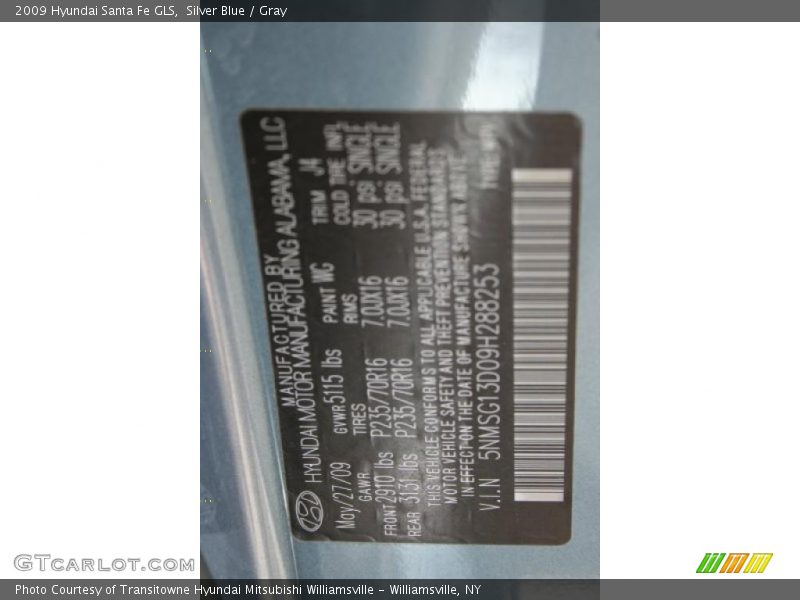 2009 Hyundai Santa Fe GLS,  Silver Blue / Gray
MANUFACTURED BY
HYUNDAI MOTOR MANUFACTURING ALABAMA, LLC
May/27/09 GVWR 5115 lbs PAINT WG TRIM J4
GAWR TIRES RIMS COLD TIRE INFL
FRONT 2910 lbs P235/70R16 7.0JX16 30 psi SINGLE
REAR 3131 lbs P235/70R16 7.0JX16 30 psi SINGLE
THIS VEHICLE CONFORMS TO ALL APPLICABLE U.S.A. FEDERAL
MOTOR VEHICLE SAFETY AND THEFT PREVENTION STANDARDS
IN EFFECT ON THE DATE OF MANUFACTURE SHOWN ABOVE.
V.I.N 5NMSG13D09H288253
GTcarlot.com
Photo Courtesy of Transitowne Hyundai Mitsubishi Williamsville – Williamsville, NY